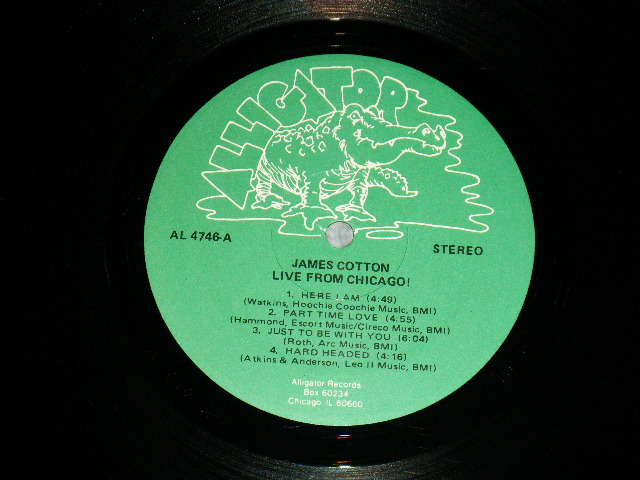 ALLIGATOR
AL 4746-A
STEREO
JAMES COTTON
LIVE FROM CHICAGO!
1. HERE I AM (4:49)
(Watkins, Hoochie Coochie Music, BMI)
2. PART TIME LOVE (4:55)
(Hammond, Escort Music/Cireco Music, BMI)
3. JUST TO BE WITH YOU (6:04)
(Roth, Arc Music, BMI)
4. HARD HEADED (4:16)
(Atkins & Anderson, Leo II Music, BMI)
Alligator Records
Box 60234
Chicago IL 60660